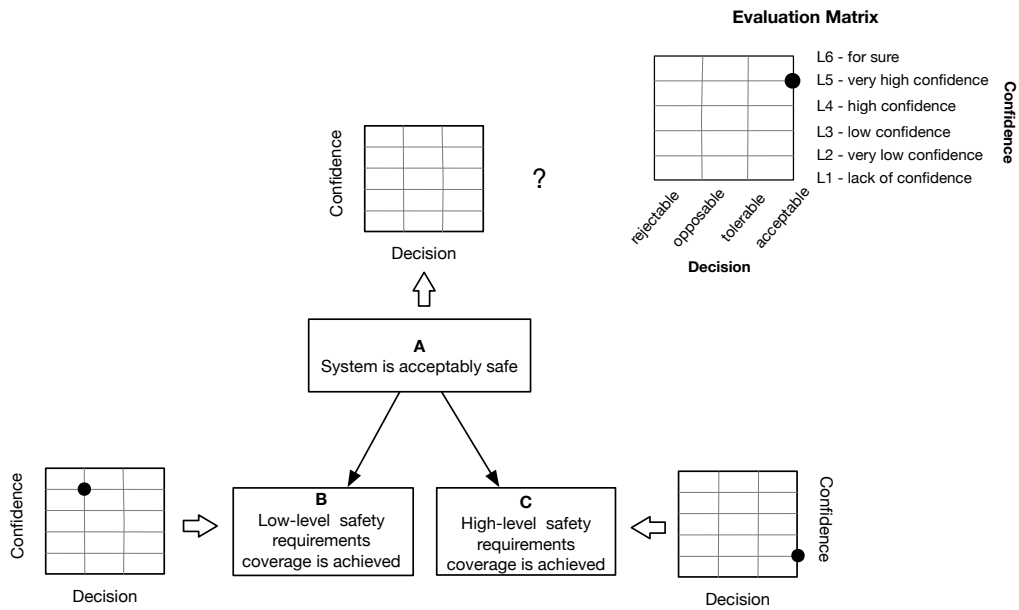 Evaluation Matrix
L6 - for sure
L5 - very high confidence
L4 - high confidence
L3 - low confidence
L2 - very low confidence
L1 - lack of confidence
Confidence
rejectable
opposable
tolerable
acceptable
Decision
Confidence
?
Decision
A
System is acceptably safe
Confidence
Decision
B
Low-level safety
requirements
coverage is achieved
C
High-level safety
requirements
coverage is achieved
Confidence
Decision